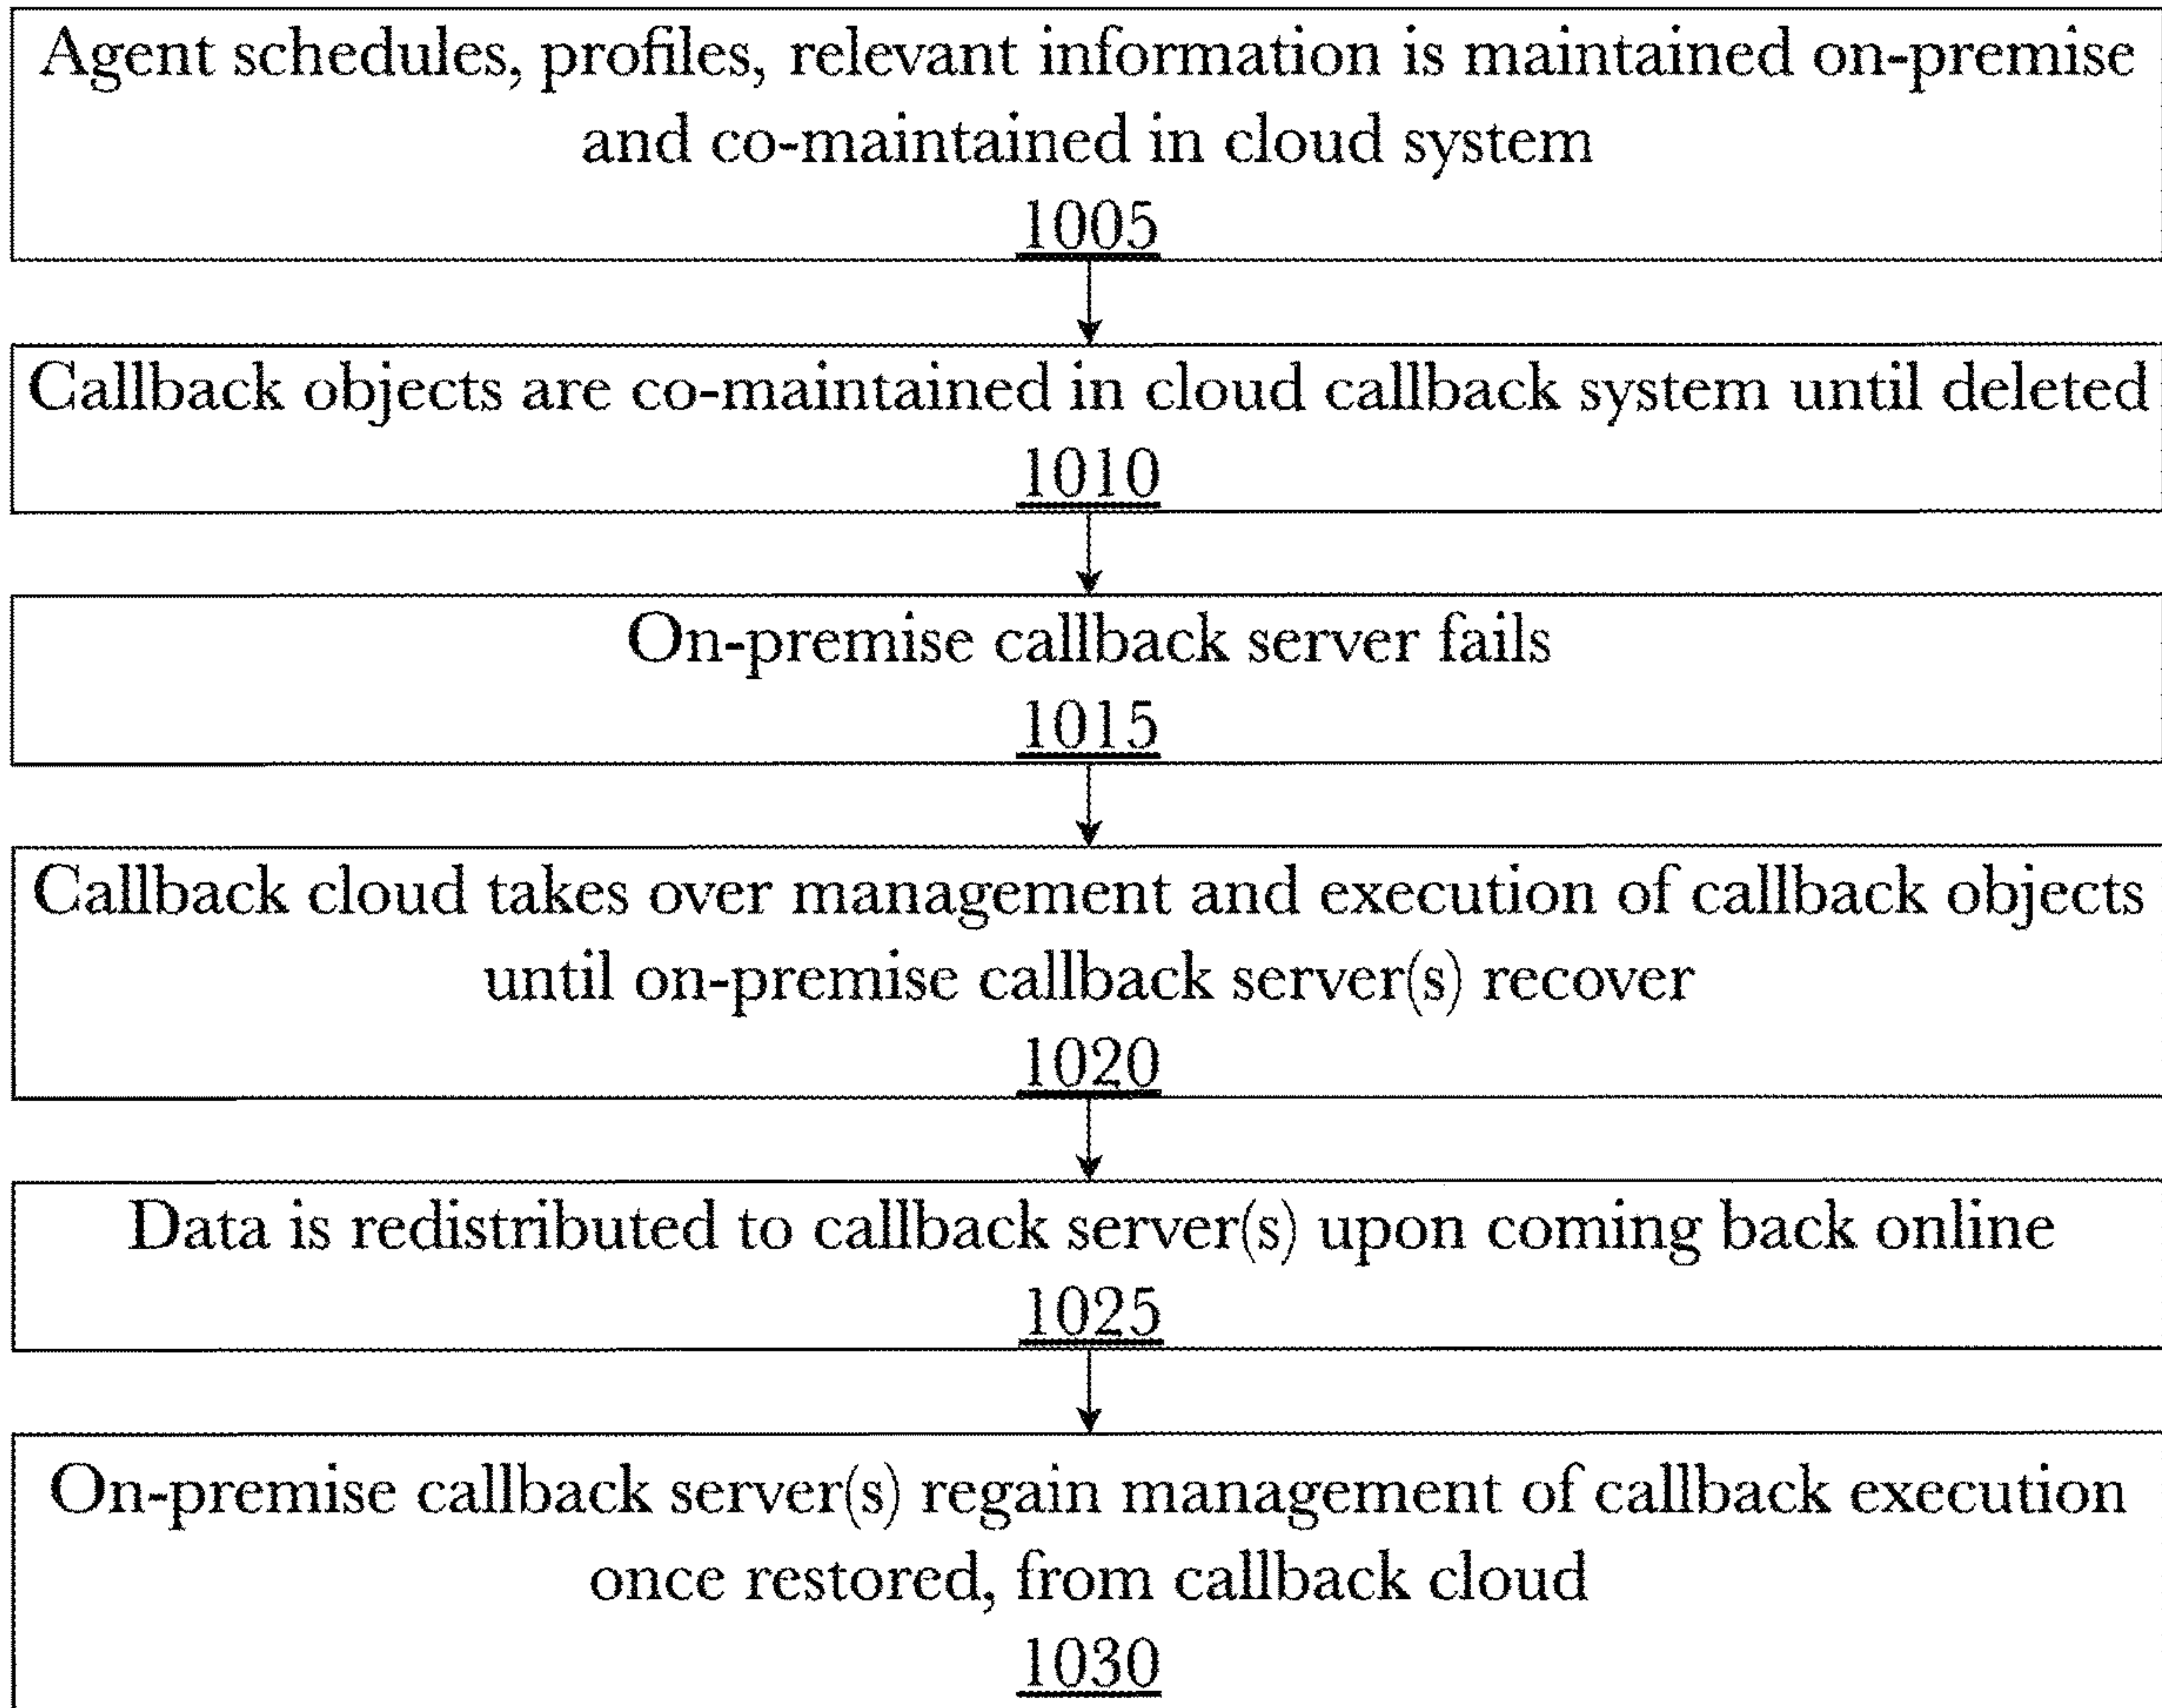 Agent schedules, profiles, relevant information is maintained on-premise
and co-maintained in cloud system
1005
Callback objects are co-maintained in cloud callback system until deleted
1010
On-premise callback server fails
1015
Callback cloud takes over management and execution of callback objects
until on-premise callback server(s) recover
1020
Data is redistributed to callback server(s) upon coming back online
1025
On-premise callback server(s) regain management of callback execution
once restored, from callback cloud
1030